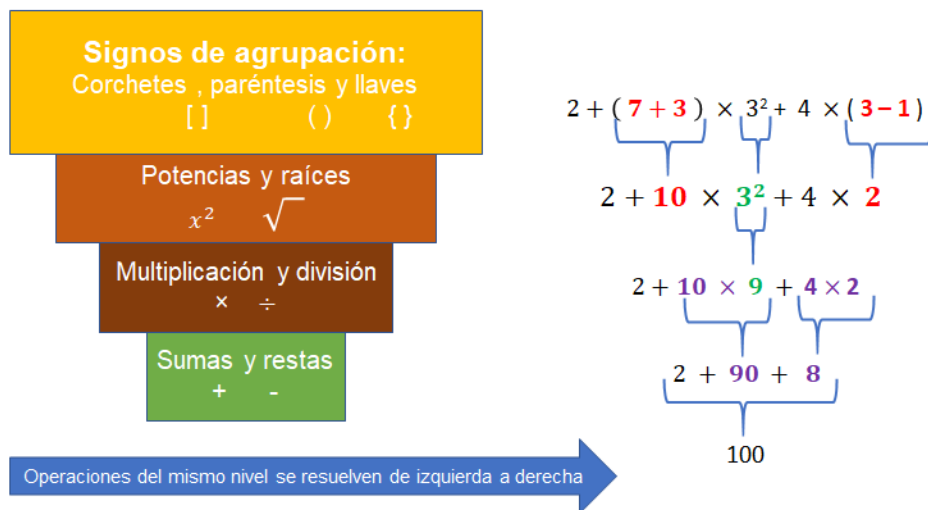 Signos de agrupación:
Corchetes , paréntesis y llaves
[ ] ( ) { }
Potencias y raíces
x² √
Multiplicación y división
× ÷
Sumas y restas
+ -
Operaciones del mismo nivel se resuelven de izquierda a derecha
2 + ( 7 + 3 ) × 3² + 4 × ( 3 − 1 )
2 + 10 × 3² + 4 × 2
2 + 10 × 9 + 4 × 2
2 + 90 + 8
100